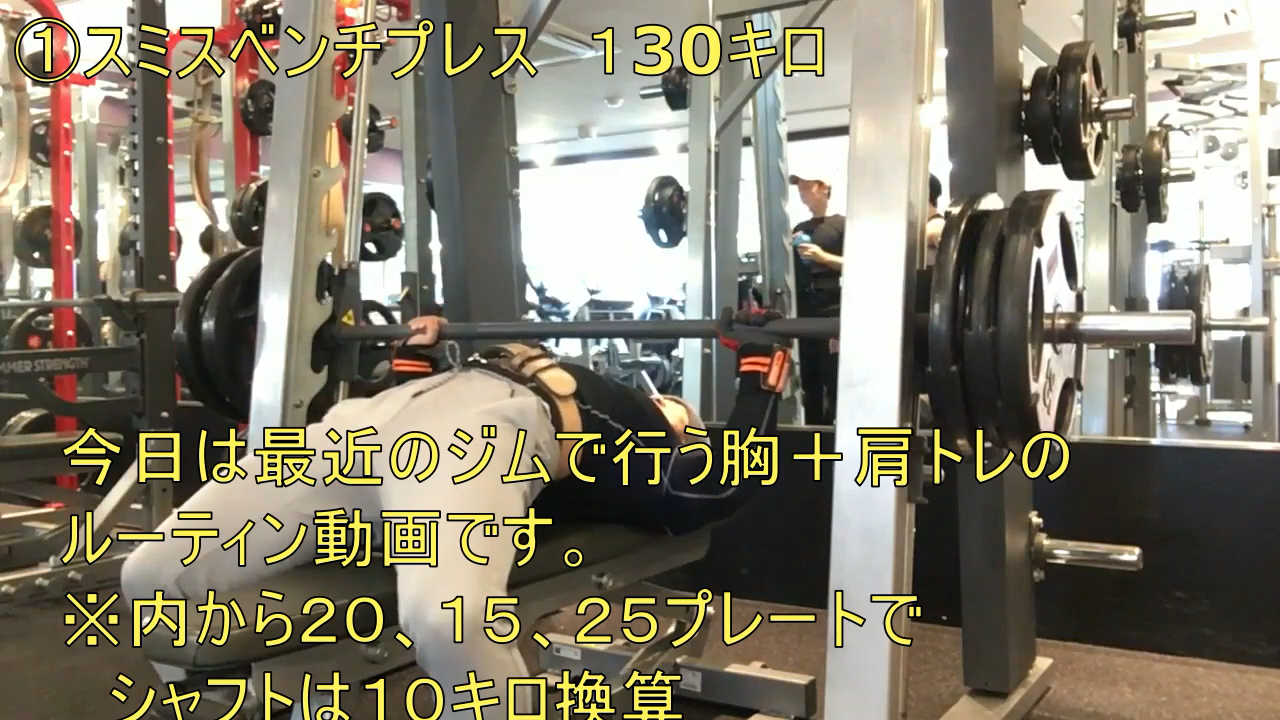 ①スミスベンチプレス　130キロ
MMER STRENGTH
今日は最近のジムで行う胸＋肩トレの
ルーティン動画です。
※内から２０、１５、２５プレートで
シャフトは１０キロ換算